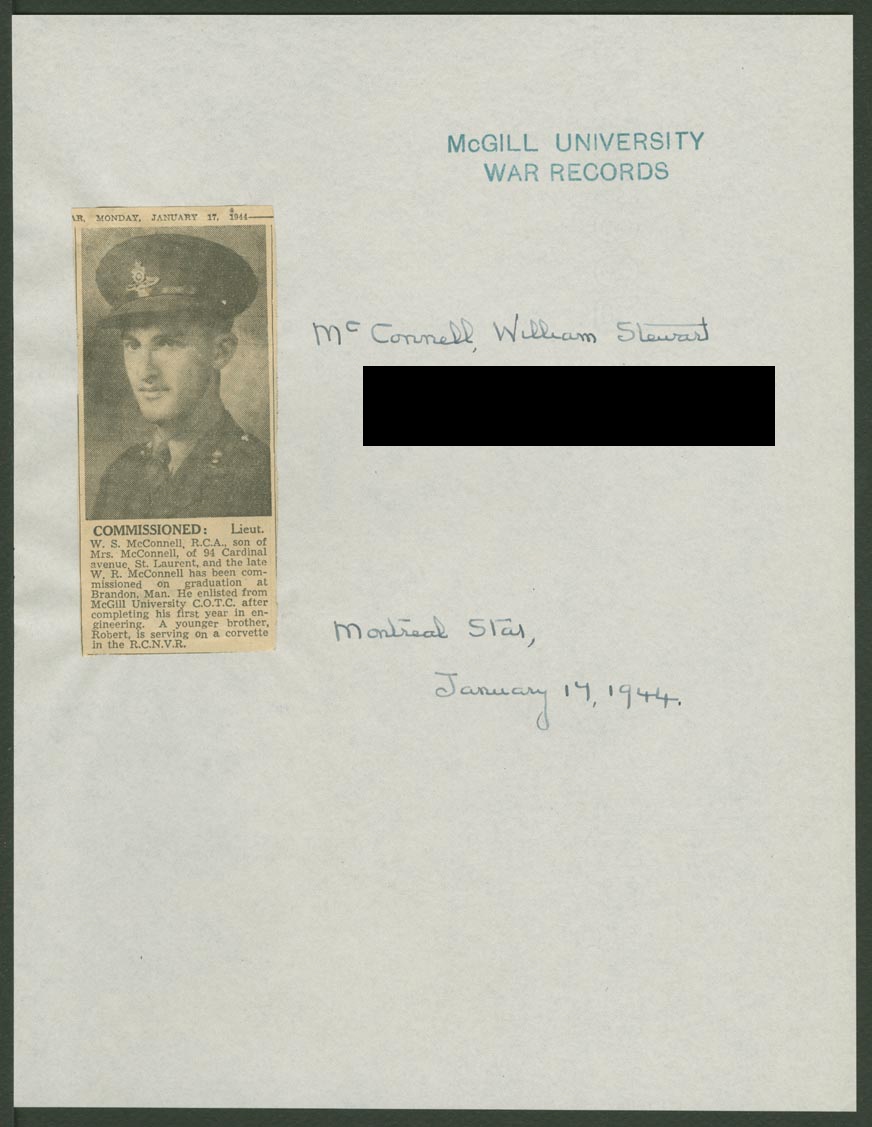 McGILL UNIVERSITY
WAR RECORDS
AR, MONDAY, JANUARY 17, 1944
McConnell, William Stewart
COMMISSIONED: Lieut.
W. S. McConnell, R.C.A., son of
Mrs. McConnell, of 94 Cardinal
avenue, St. Laurent, and the late
W. R. McConnell has been com-
missioned on graduation at
Brandon, Man. He enlisted from
McGill University C.O.T.C. after
completing his first year in en-
gineering. A younger brother,
Robert, is serving on a corvette
in the R.C.N.V.R.
Montreal Star,
January 17, 1944.